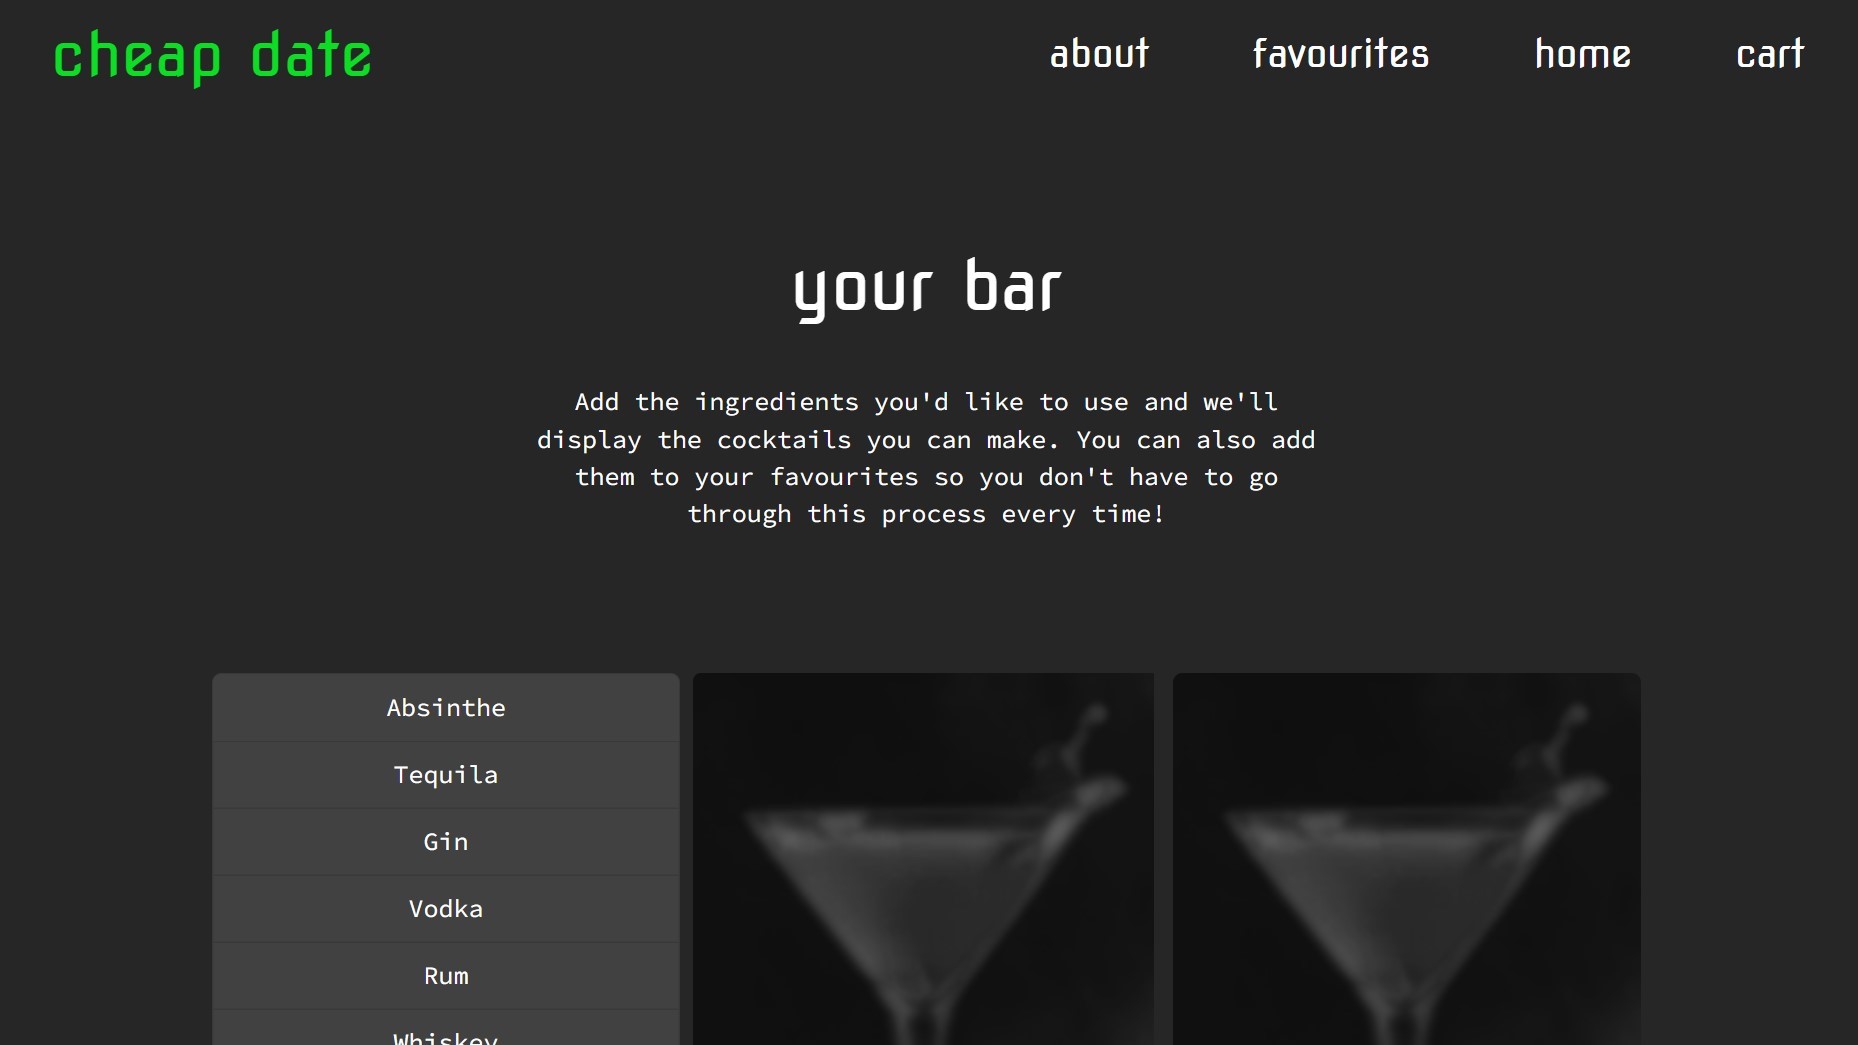 cheap date
about favourites home cart
your bar
Add the ingredients you'd like to use and we'll
display the cocktails you can make. You can also add
them to your favourites so you don't have to go
through this process every time!
Absinthe
Tequila
Gin
Vodka
Rum
Whiskey